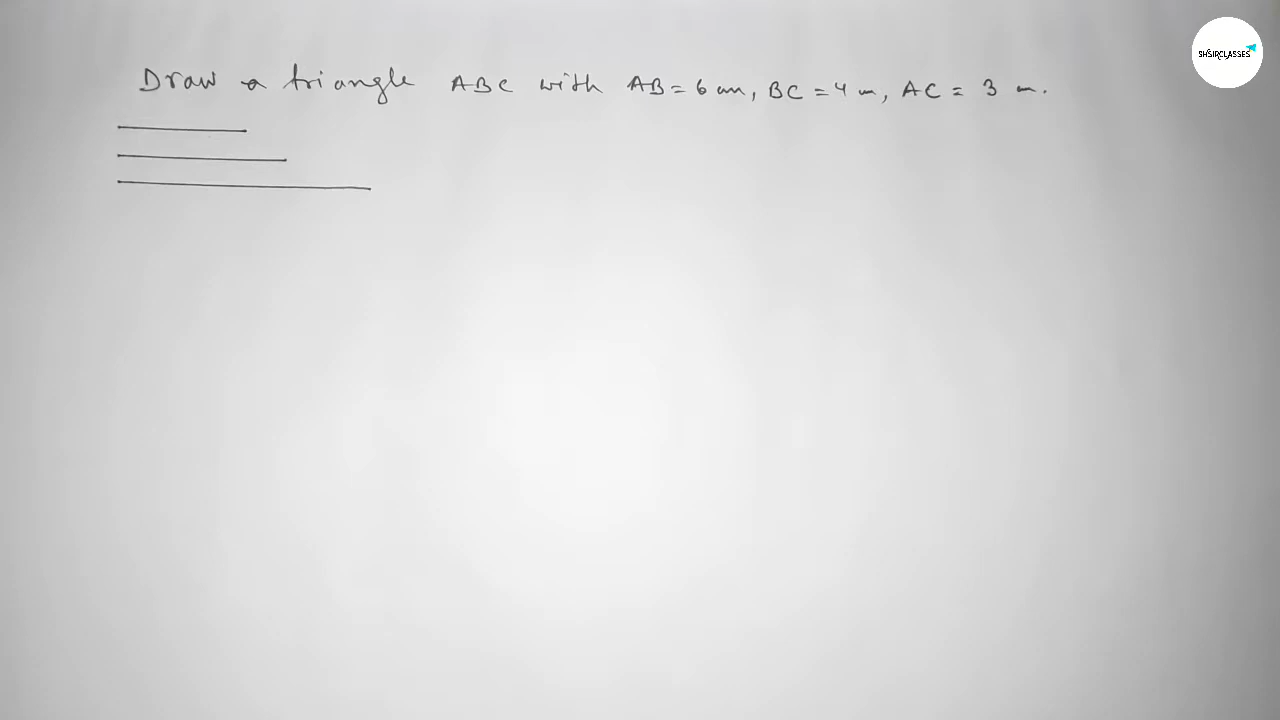 SHSIRCLASSES
Draw a triangle ABC with AB = 6 cm, BC = 4 cm, AC = 3 cm.